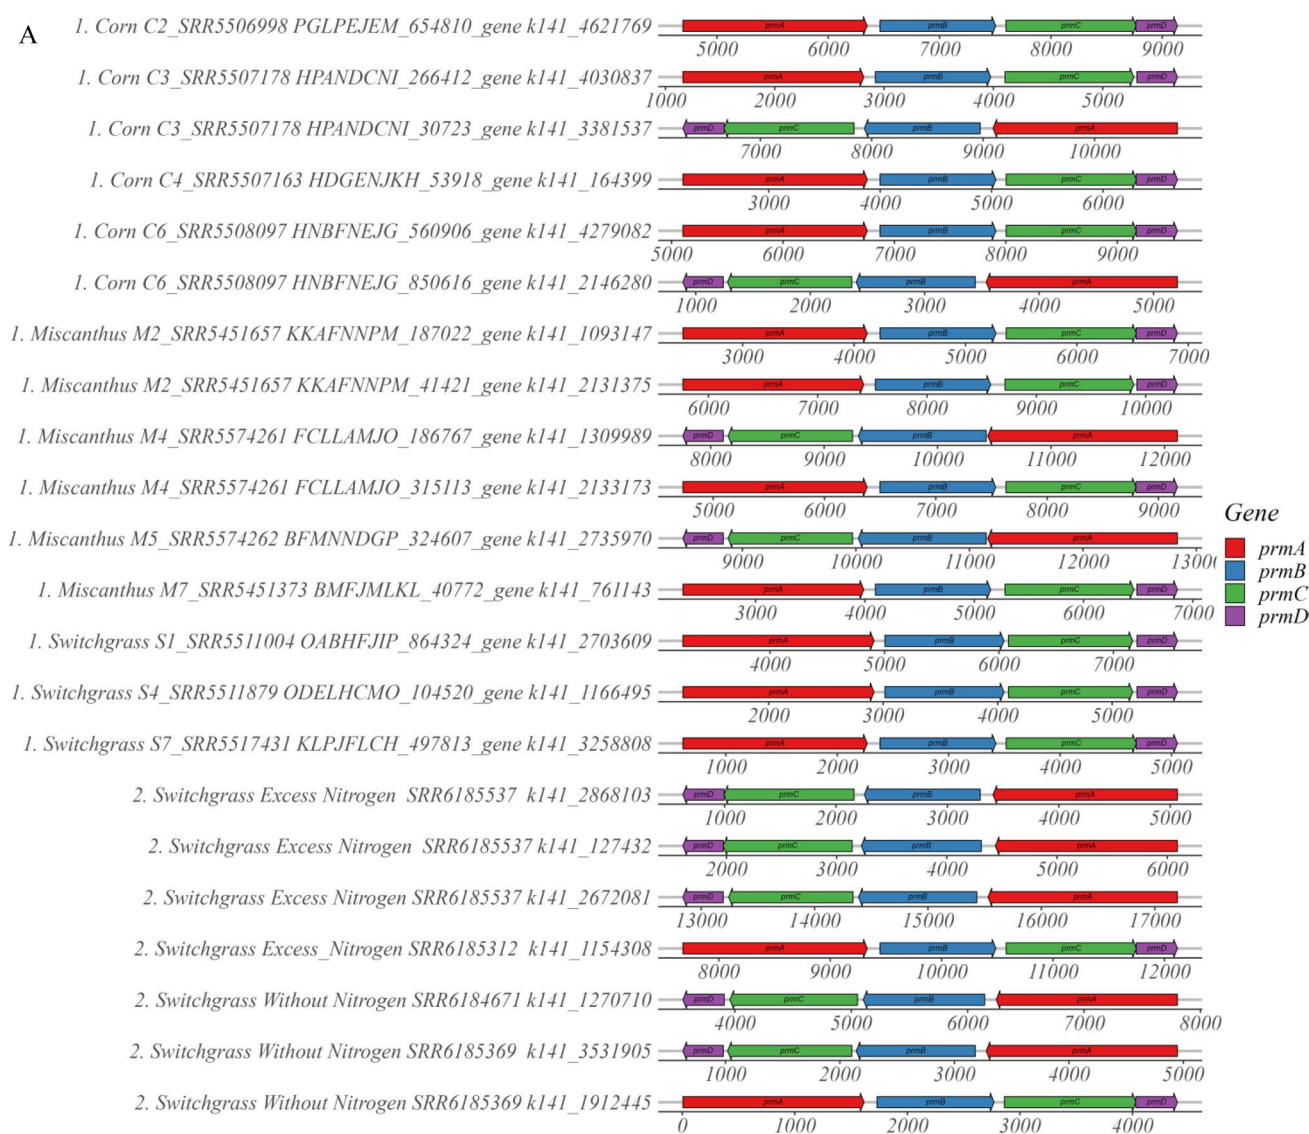 A
1. Corn C2_SRR5506998 PGLPEJEM_654810_gene k141_4621769
prmA prmB prmC prmD
5000 6000 7000 8000 9000
1. Corn C3_SRR5507178 HPANDCNI_266412_gene k141_4030837
prmA prmB prmC prmD
1000 2000 3000 4000 5000
1. Corn C3_SRR5507178 HPANDCNI_30723_gene k141_3381537
prmD prmC prmB prmA
7000 8000 9000 10000
1. Corn C4_SRR5507163 HDGENJKH_53918_gene k141_164399
prmA prmB prmC prmD
3000 4000 5000 6000
1. Corn C6_SRR5508097 HNBFNEJG_560906_gene k141_4279082
prmA prmB prmC prmD
5000 6000 7000 8000 9000
1. Corn C6_SRR5508097 HNBFNEJG_850616_gene k141_2146280
prmD prmC prmB prmA
1000 2000 3000 4000 5000
1. Miscanthus M2_SRR5451657 KKAFNNPM_187022_gene k141_1093147
prmA prmB prmC prmD
3000 4000 5000 6000 7000
1. Miscanthus M2_SRR5451657 KKAFNNPM_41421_gene k141_2131375
prmA prmB prmC prmD
6000 7000 8000 9000 10000
1. Miscanthus M4_SRR5574261 FCLLAMJO_186767_gene k141_1309989
prmD prmC prmB prmA
8000 9000 10000 11000 12000
1. Miscanthus M4_SRR5574261 FCLLAMJO_315113_gene k141_2133173
prmA prmB prmC prmD
5000 6000 7000 8000 9000
1. Miscanthus M5_SRR5574262 BFMNNDGP_324607_gene k141_2735970
prmD prmC prmB prmA
9000 10000 11000 12000 13000
1. Miscanthus M7_SRR5451373 BMFJMLKL_40772_gene k141_761143
prmA prmB prmC prmD
3000 4000 5000 6000 7000
1. Switchgrass S1_SRR5511004 OABHFJIP_864324_gene k141_2703609
prmA prmB prmC prmD
4000 5000 6000 7000
1. Switchgrass S4_SRR5511879 ODELHCMO_104520_gene k141_1166495
prmA prmB prmC prmD
2000 3000 4000 5000
1. Switchgrass S7_SRR5517431 KLPJFLCH_497813_gene k141_3258808
prmA prmB prmC prmD
1000 2000 3000 4000 5000
2. Switchgrass Excess Nitrogen SRR6185537 k141_2868103
prmD prmC prmB prmA
1000 2000 3000 4000 5000
2. Switchgrass Excess Nitrogen SRR6185537 k141_127432
prmD prmC prmB prmA
2000 3000 4000 5000 6000
2. Switchgrass Excess Nitrogen SRR6185537 k141_2672081
prmD prmC prmB prmA
13000 14000 15000 16000 17000
2. Switchgrass Excess_Nitrogen SRR6185312 k141_1154308
prmA prmB prmC prmD
8000 9000 10000 11000 12000
2. Switchgrass Without Nitrogen SRR6184671 k141_1270710
prmD prmC prmB prmA
4000 5000 6000 7000 8000
2. Switchgrass Without Nitrogen SRR6185369 k141_3531905
prmD prmC prmB prmA
1000 2000 3000 4000 5000
2. Switchgrass Without Nitrogen SRR6185369 k141_1912445
prmA prmB prmC prmD
0 1000 2000 3000 4000
Gene
prmA
prmB
prmC
prmD